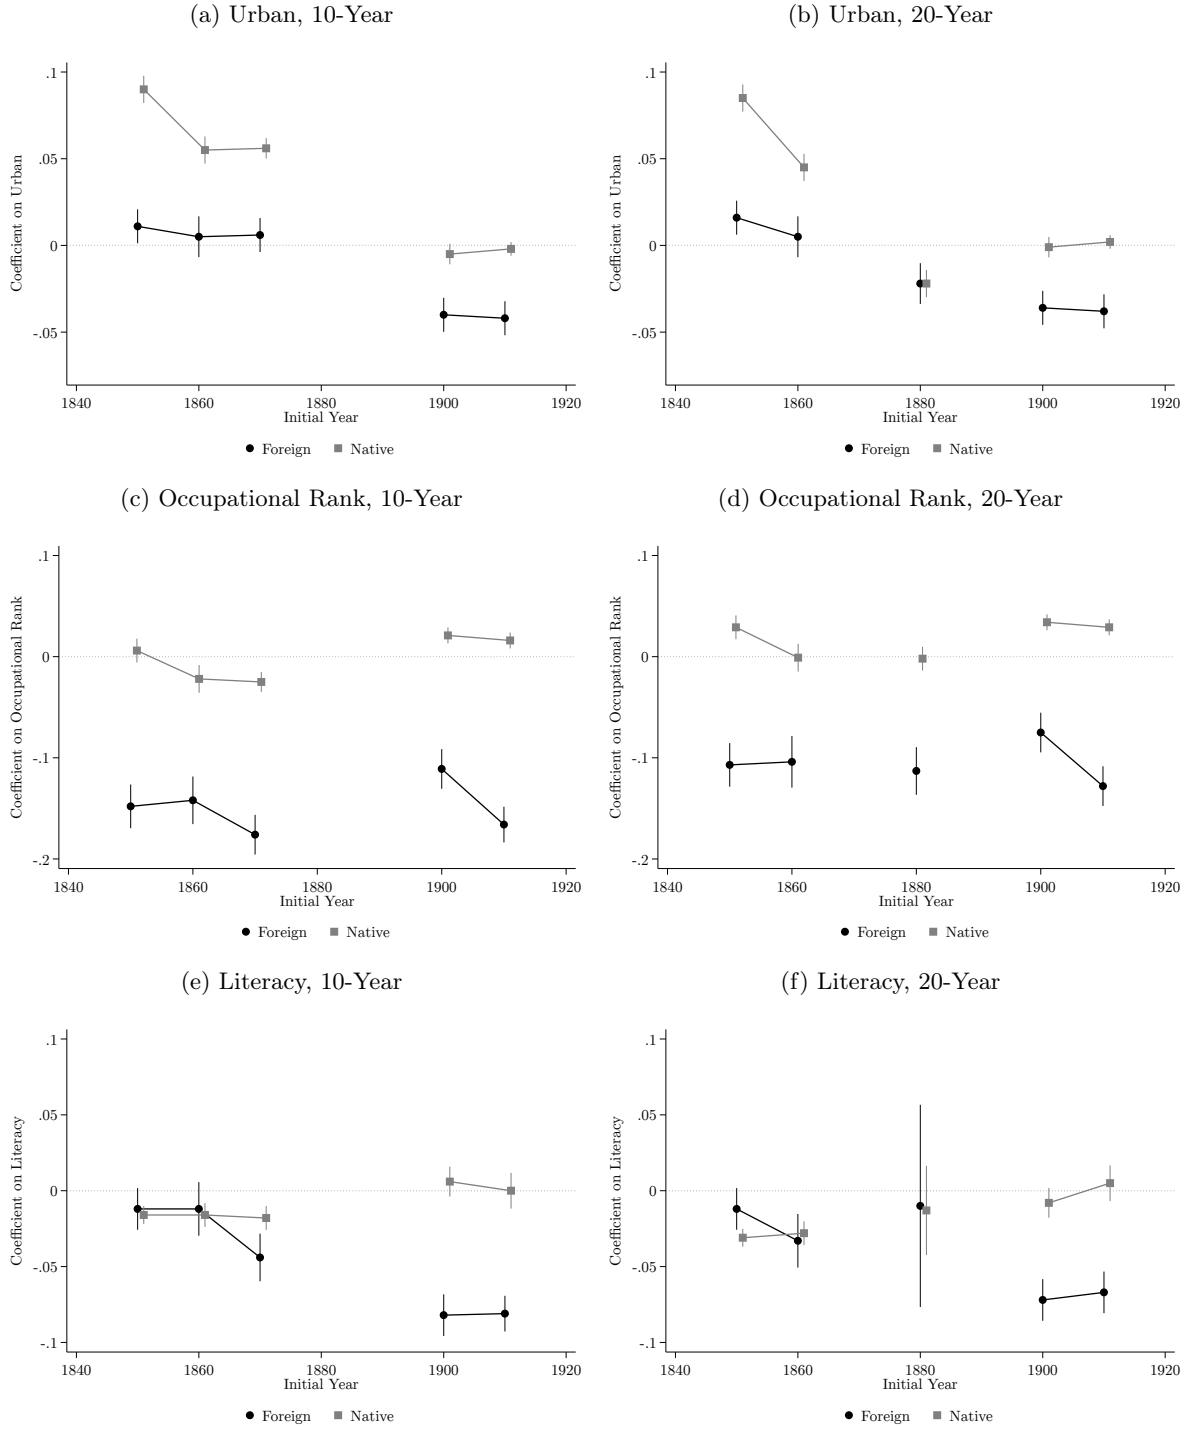 (a) Urban, 10-Year
Coefficient on Urban
.1
.05
0
-.05
1840 1860 1880 1900 1920
Initial Year
Foreign Native
(b) Urban, 20-Year
Coefficient on Urban
.1
.05
0
-.05
1840 1860 1880 1900 1920
Initial Year
Foreign Native
(c) Occupational Rank, 10-Year
Coefficient on Occupational Rank
.1
0
-.1
-.2
1840 1860 1880 1900 1920
Initial Year
Foreign Native
(d) Occupational Rank, 20-Year
Coefficient on Occupational Rank
.1
0
-.1
-.2
1840 1860 1880 1900 1920
Initial Year
Foreign Native
(e) Literacy, 10-Year
Coefficient on Literacy
.1
.05
0
-.05
-.1
1840 1860 1880 1900 1920
Initial Year
Foreign Native
(f) Literacy, 20-Year
Coefficient on Literacy
.1
.05
0
-.05
-.1
1840 1860 1880 1900 1920
Initial Year
Foreign Native